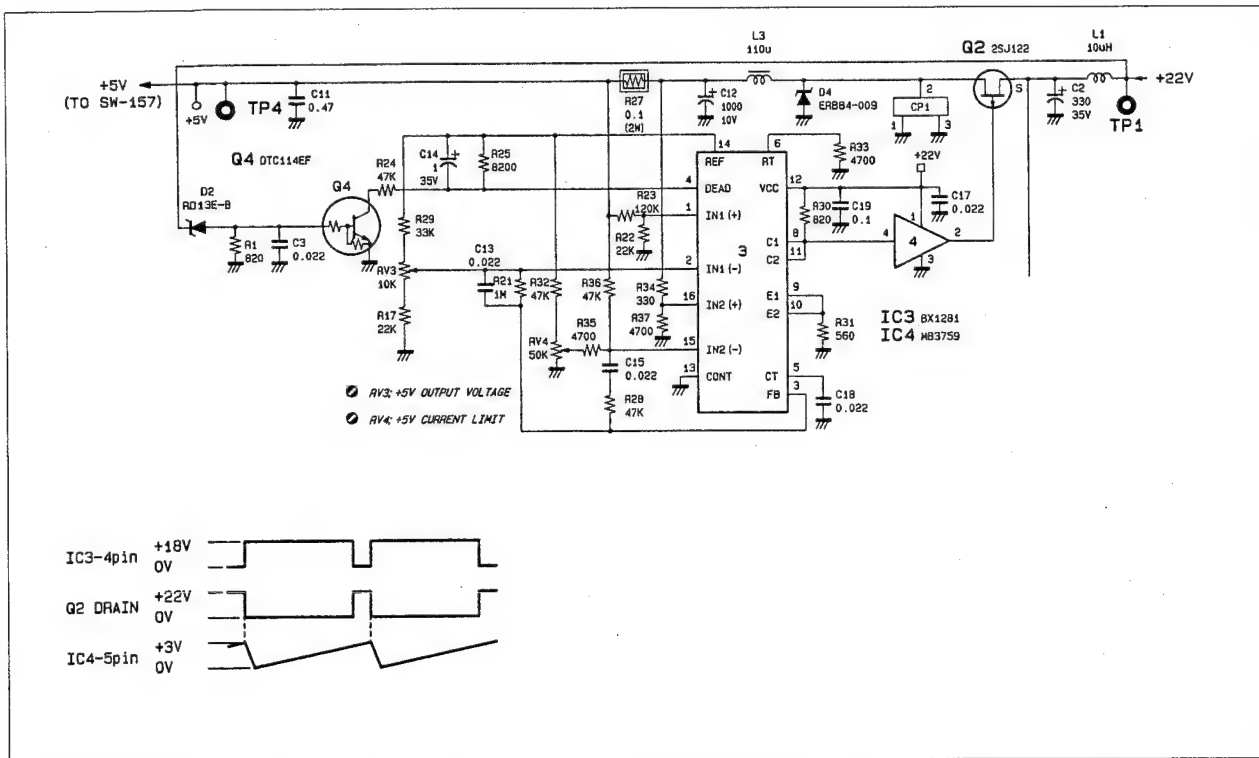 L3
110u
Q2 2SJ122
L1
10uH
+5V
(TO SW-157)
+5V
TP4
C11
0.47
R27
0.1
(2W)
C12
1000
10V
D4
ERB84-009
2
CP1
1
3
S
C2
330
35V
+22V
TP1
Q4 DTC114EF
Q4
R24
47K
C14
1
35V
R25
8200
14
REF
6
RT
R33
4700
+22V
D2
RD13E-B
R1
820
C3
0.022
R29
33K
RV3
10K
R17
22K
C13
0.022
R21
1M
R32
47K
R36
47K
R23
120K
R22
22K
R34
330
R37
4700
RV4
50K
R35
4700
C15
0.022
R28
47K
4
DEAD
1
IN1(+)
2
IN1(-)
16
IN2(+)
15
IN2(-)
13
CONT
3
VCC
12
C1
8
C2
11
E1
9
E2
10
CT
5
FB
3
R30
820
C19
0.1
C17
0.022
4
1
4
2
3
R31
560
C18
0.022
IC3 BX1281
IC4 MB3759
RV3; +5V OUTPUT VOLTAGE
RV4; +5V CURRENT LIMIT
IC3-4pin +18V
0V
Q2 DRAIN +22V
0V
IC4-5pin +3V
0V